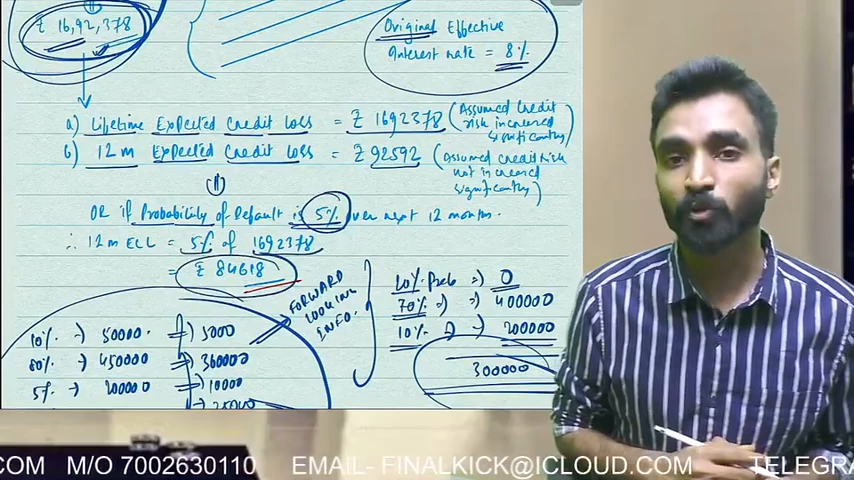 ₹ 16,92,378
Original Effective
Interest rate = 8%
a) Lifetime Expected Credit Loss = ₹ 1692378 (Assumed Credit risk increased significantly)
b) 12m Expected Credit Loss = ₹ 92592 (Assumed credit risk not increased significantly)
OR if Probability of Default is 5% over next 12 months.
∴ 12m ECL = 5% of 1692378
= ₹ 84618
FORWARD
LOOKING
INFO.
10% ⇒ 50000 ⇒ 5000
80% ⇒ 450000 ⇒ 360000
5% ⇒ 200000 ⇒ 10000
⇒ 25000
10% Prob ⇒ 0
70% ⇒ ⇒ 400000
10% ⇒ ⇒ 200000
300000
COM M/O 7002630110 EMAIL- FINALKICK@ICLOUD.COM TELEGRA